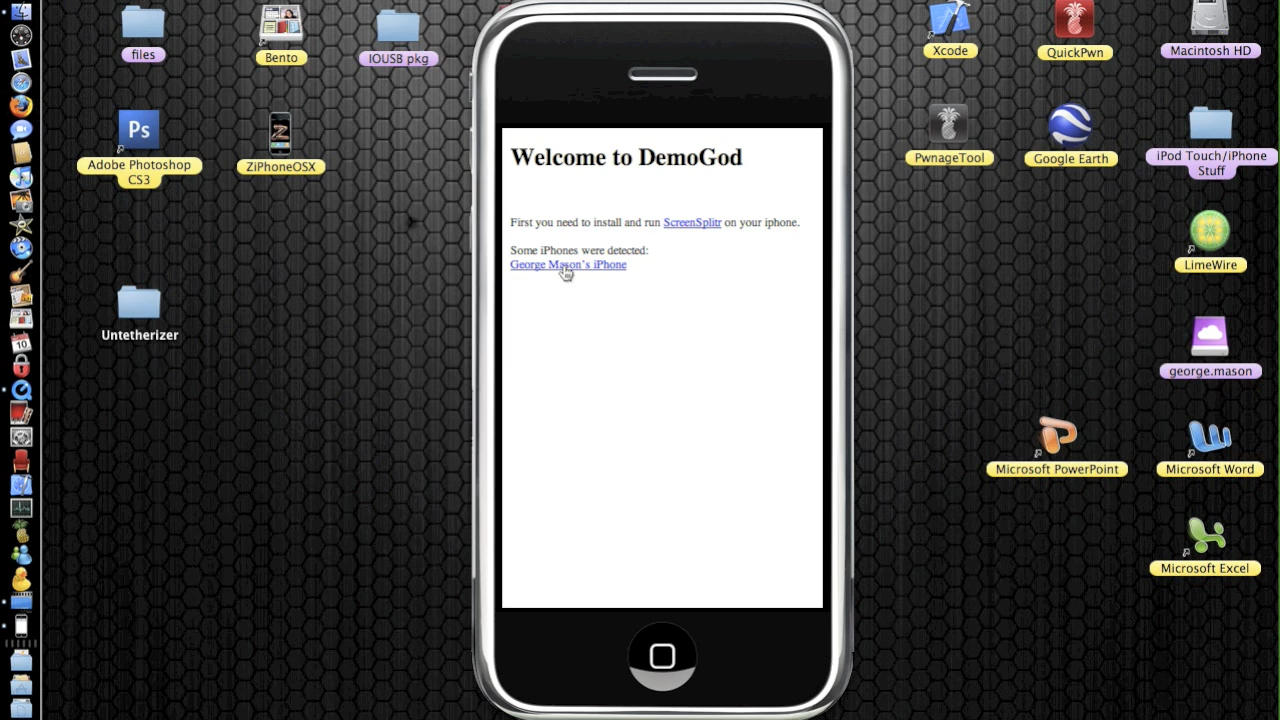 files
Bento
IOUSB pkg
Xcode
QuickPwn
Macintosh HD
Ps
Adobe Photoshop
CS3
ZiPhoneOSX
PwnageTool
Google Earth
iPod Touch/iPhone
Stuff
Welcome to DemoGod
First you need to install and run ScreenSplitr on your iphone.
Some iPhones were detected:
George Mason's iPhone
LimeWire
Untetherizer
10
george.mason
Microsoft PowerPoint
Microsoft Word
Microsoft Excel